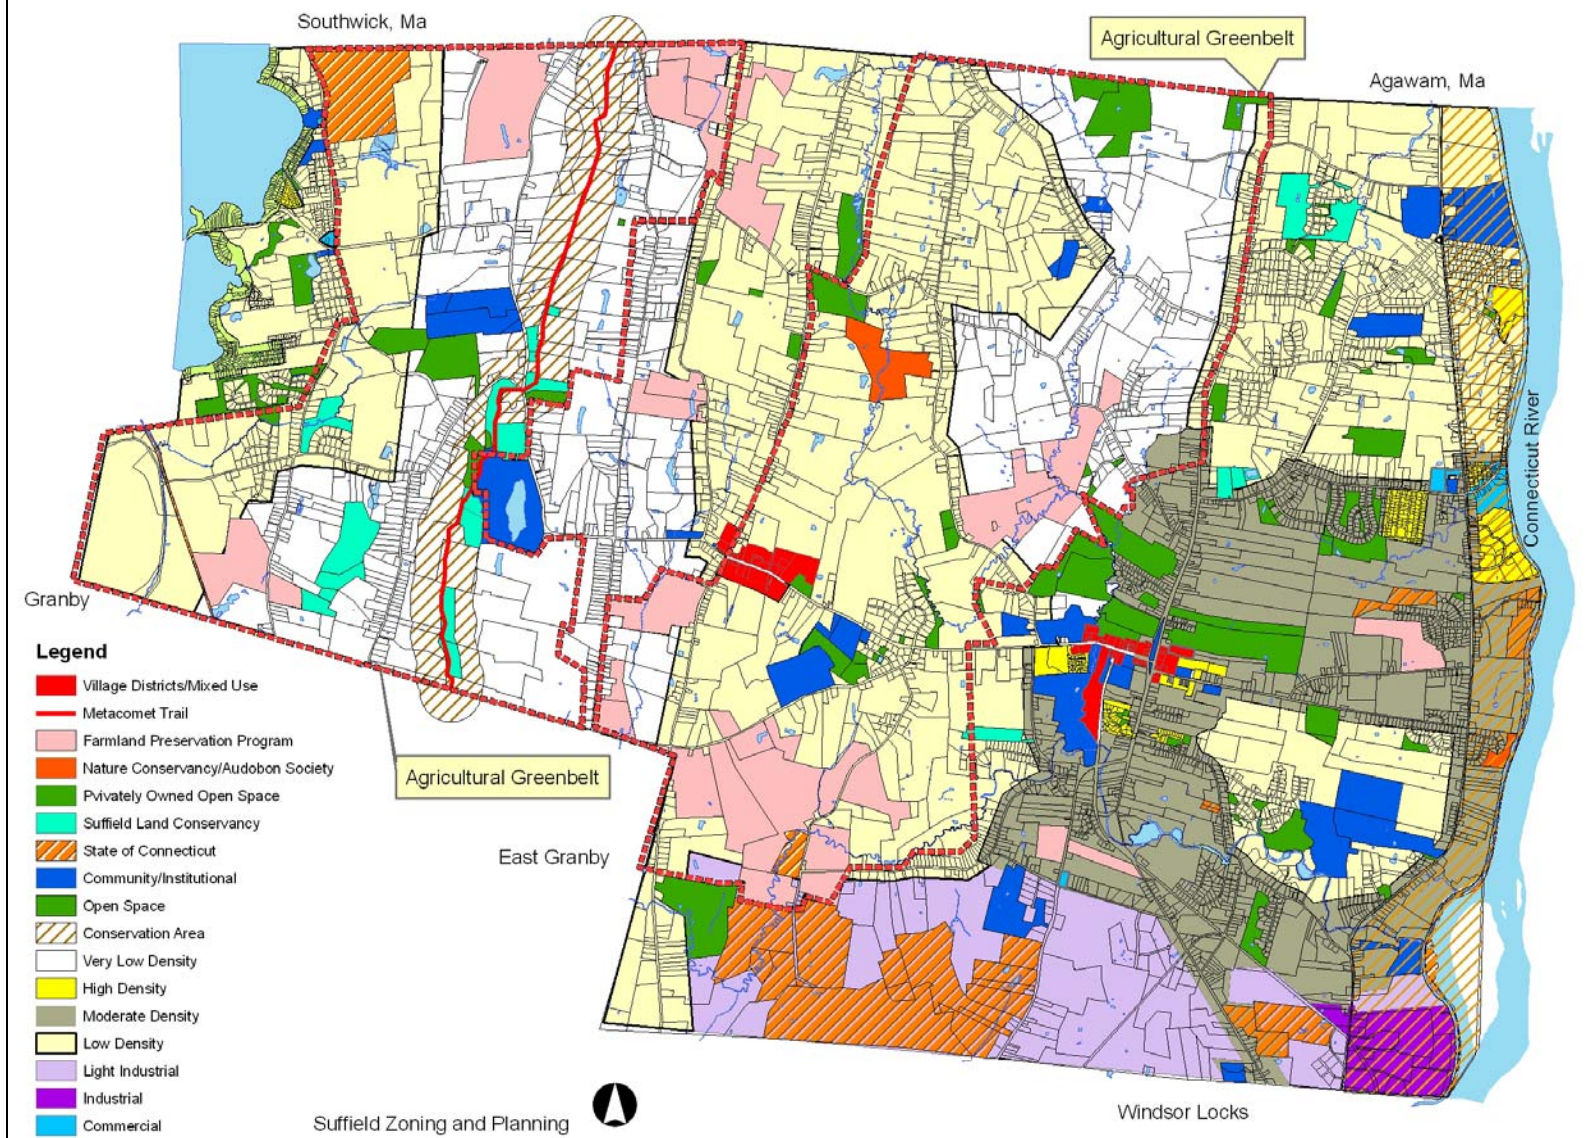 Southwick, Ma
Agricultural Greenbelt
Agawam, Ma
Connecticut River
Granby
Legend
Village Districts/Mixed Use
Metacomet Trail
Farmland Preservation Program
Nature Conservancy/Audobon Society
Pvivately Owned Open Space
Suffield Land Conservancy
State of Connecticut
Community/Institutional
Open Space
Conservation Area
Very Low Density
High Density
Moderate Density
Low Density
Light Industrial
Industrial
Commercial
Agricultural Greenbelt
East Granby
Suffield Zoning and Planning
Windsor Locks